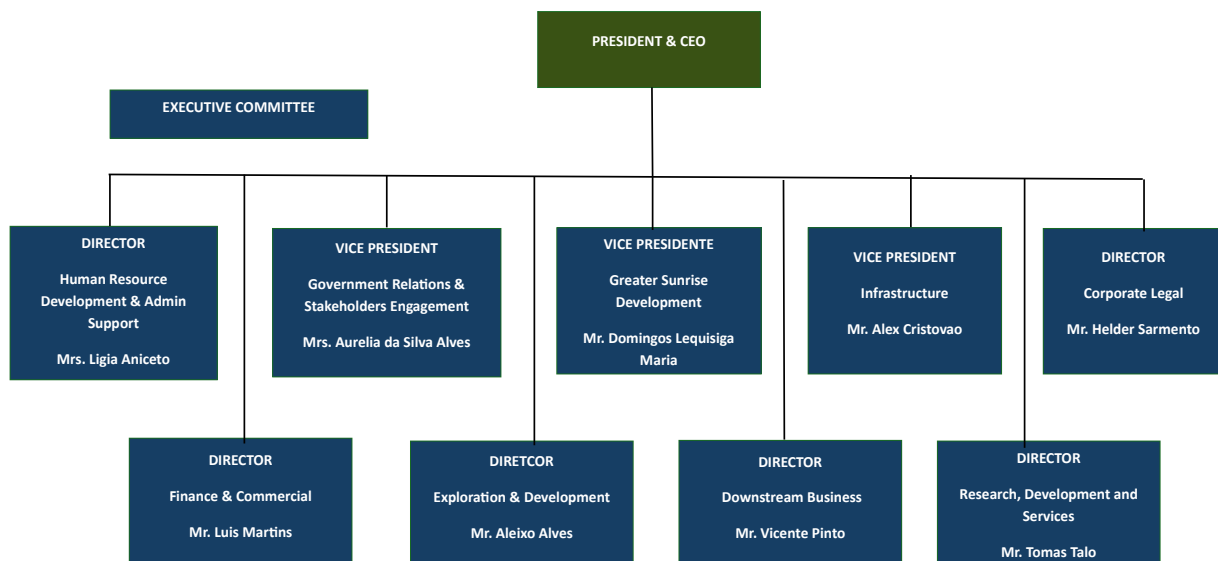 PRESIDENT & CEO
EXECUTIVE COMMITTEE
DIRECTOR
Human Resource
Development & Admin
Support
Mrs. Ligia Aniceto
VICE PRESIDENT
Government Relations &
Stakeholders Engagement
Mrs. Aurelia da Silva Alves
VICE PRESIDENTE
Greater Sunrise
Development
Mr. Domingos Lequisiga
Maria
VICE PRESIDENT
Infrastructure
Mr. Alex Cristovao
DIRECTOR
Corporate Legal
Mr. Helder Sarmento
DIRECTOR
Finance & Commercial
Mr. Luis Martins
DIRETCOR
Exploration & Development
Mr. Aleixo Alves
DIRECTOR
Downstream Business
Mr. Vicente Pinto
DIRECTOR
Research, Development and
Services
Mr. Tomas Talo